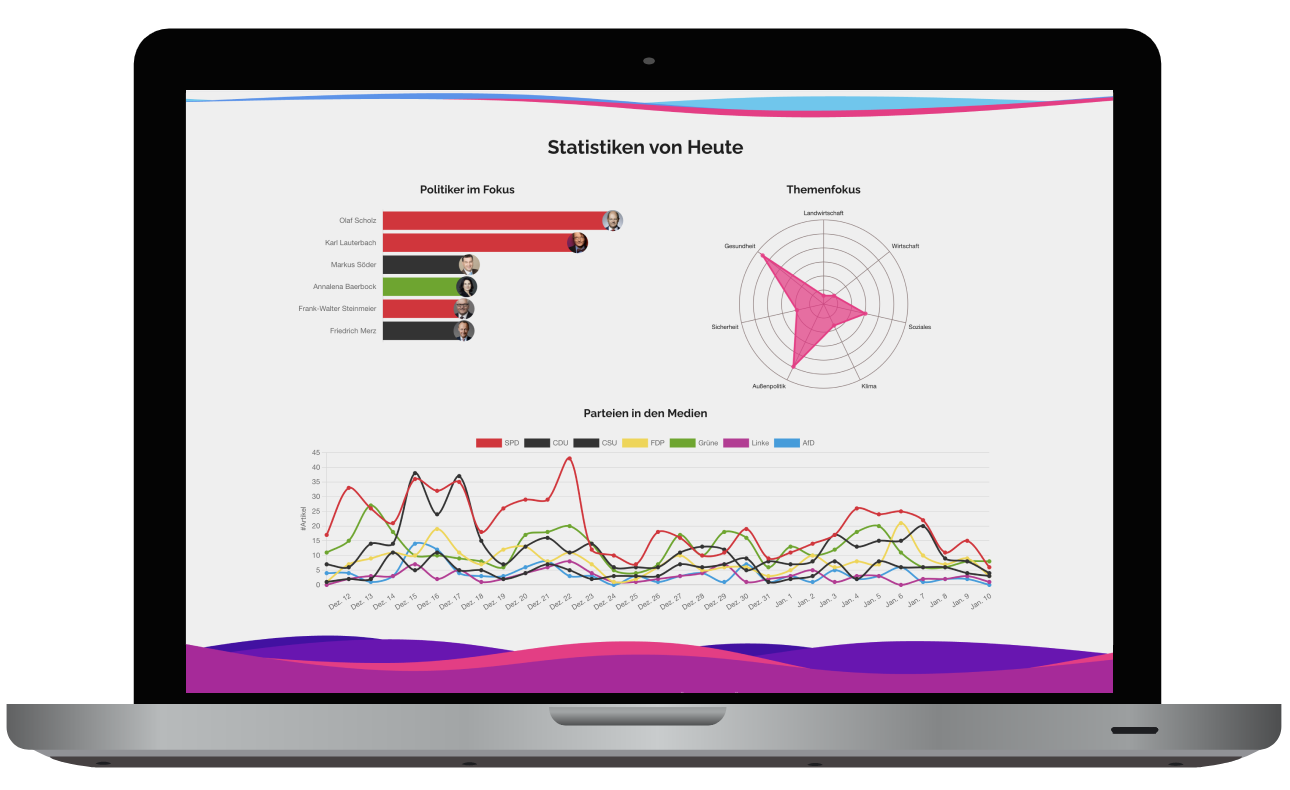 Statistiken von Heute
Politiker im Fokus
Olaf Scholz
Karl Lauterbach
Markus Söder
Annalena Baerbock
Frank-Walter Steinmeier
Friedrich Merz
Themenfokus
Landwirtschaft
Gesundheit
Wirtschaft
Sicherheit
Soziales
Außenpolitik
Klima
Parteien in den Medien
SPD CDU CSU FDP Grüne Linke AfD
#Artikel
45
40
35
30
25
20
15
10
5
0
Dez. 12 Dez. 13 Dez. 14 Dez. 15 Dez. 16 Dez. 17 Dez. 18 Dez. 19 Dez. 20 Dez. 21 Dez. 22 Dez. 23 Dez. 24 Dez. 25 Dez. 26 Dez. 27 Dez. 28 Dez. 29 Dez. 30 Dez. 31 Jan. 1 Jan. 2 Jan. 3 Jan. 4 Jan. 5 Jan. 6 Jan. 7 Jan. 8 Jan. 9 Jan. 10